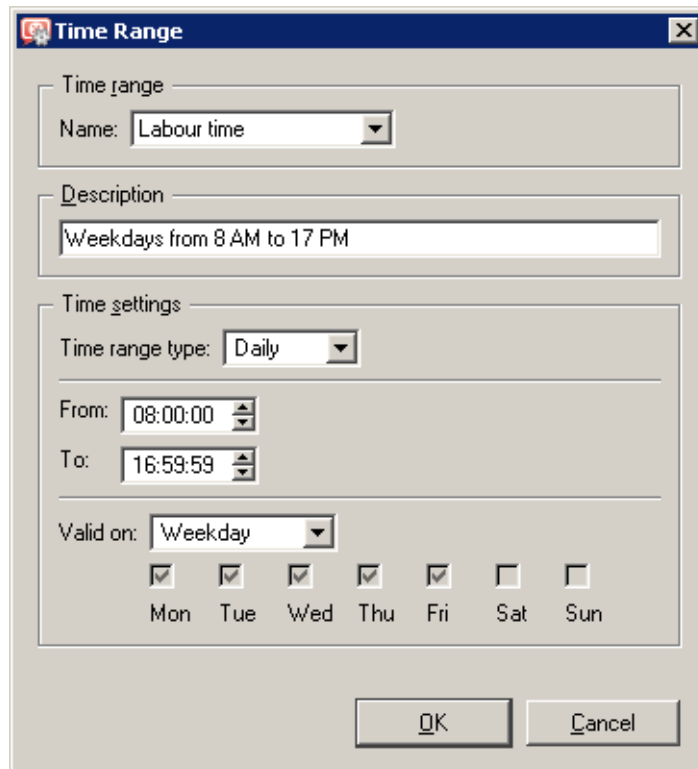 Time Range
Time range
Name: Labour time
Description
Weekdays from 8 AM to 17 PM
Time settings
Time range type: Daily
From: 08:00:00
To: 16:59:59
Valid on: Weekday
Mon Tue Wed Thu Fri Sat Sun
OK Cancel